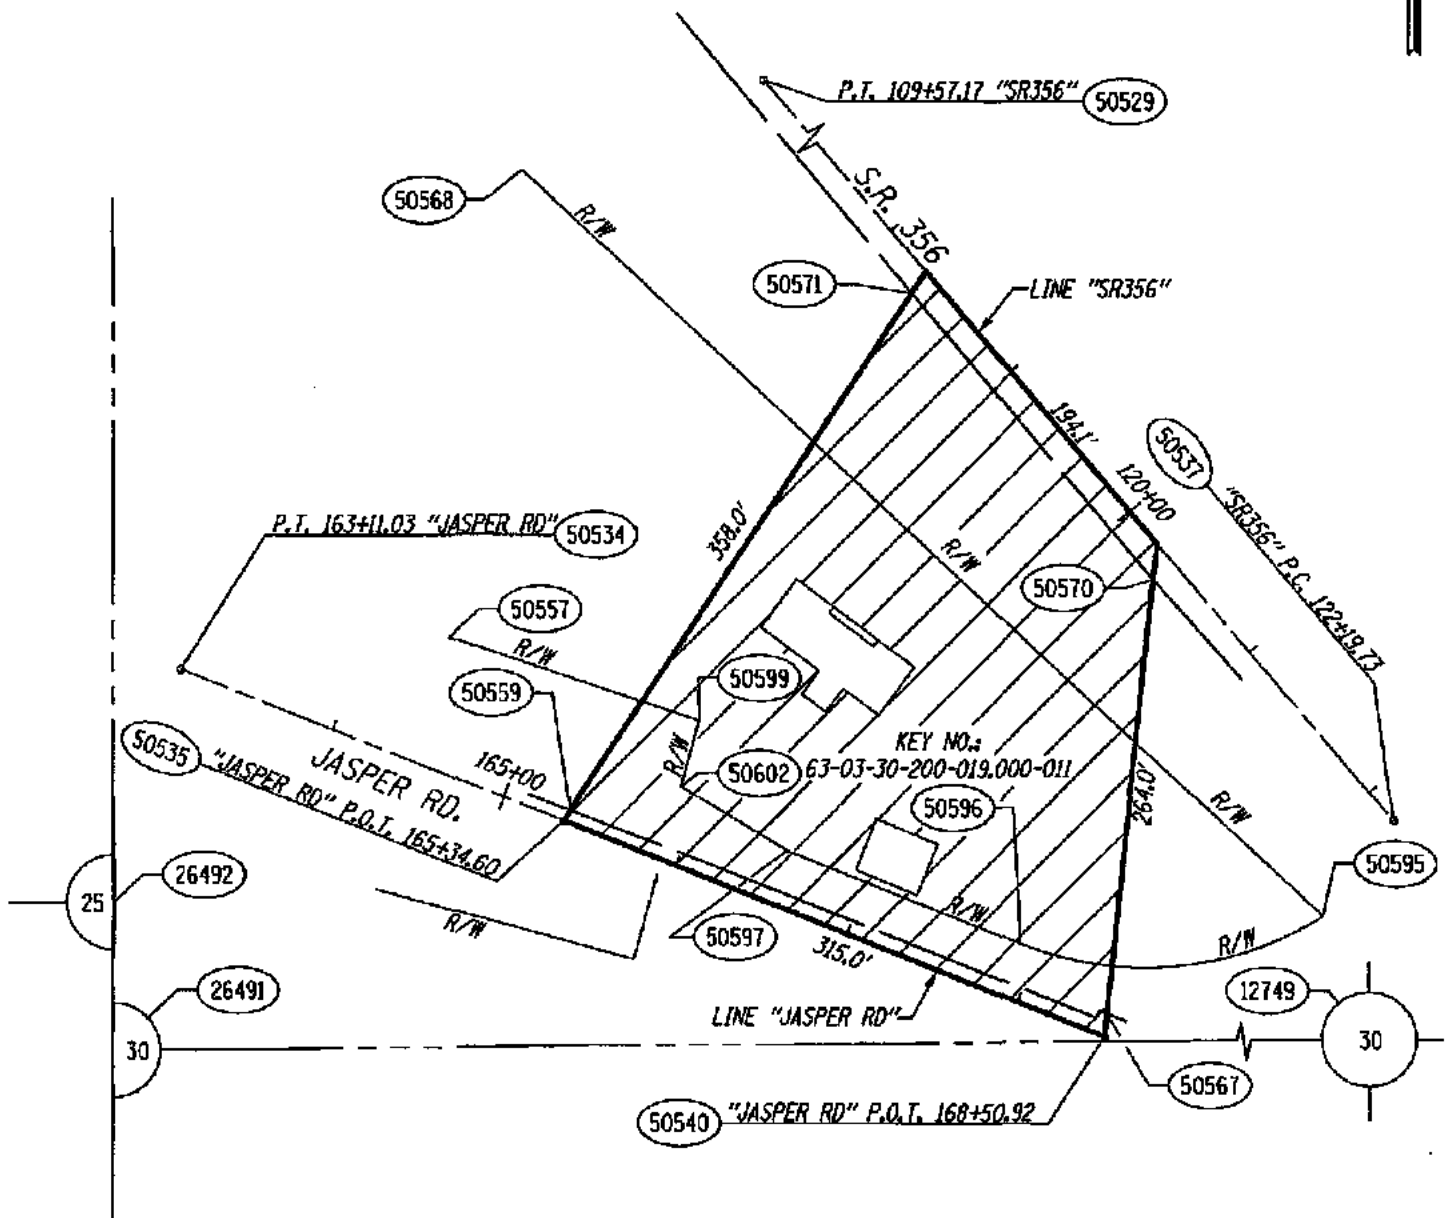 P.T. 109+57.17 "SR356"
50529
50568
R/W
S.R. 356
50571
LINE "SR356"
194.1'
120+00
50537
"SR356" P.C. 122+19.73
358.0'
P.T. 163+11.03 "JASPER RD"
50534
R/W
50570
50557
R/W
50599
50559
50535
"JASPER RD" P.O.T. 165+34.60
JASPER RD.
165+00
R/W
50602
KEY NO.:
63-03-30-200-019.000-011
50596
264.0'
R/W
50595
25
26492
R/W
50597
R/W
R/W
315.0'
26491
30
LINE "JASPER RD"
12749
30
50567
50540
"JASPER RD" P.O.T. 168+50.92